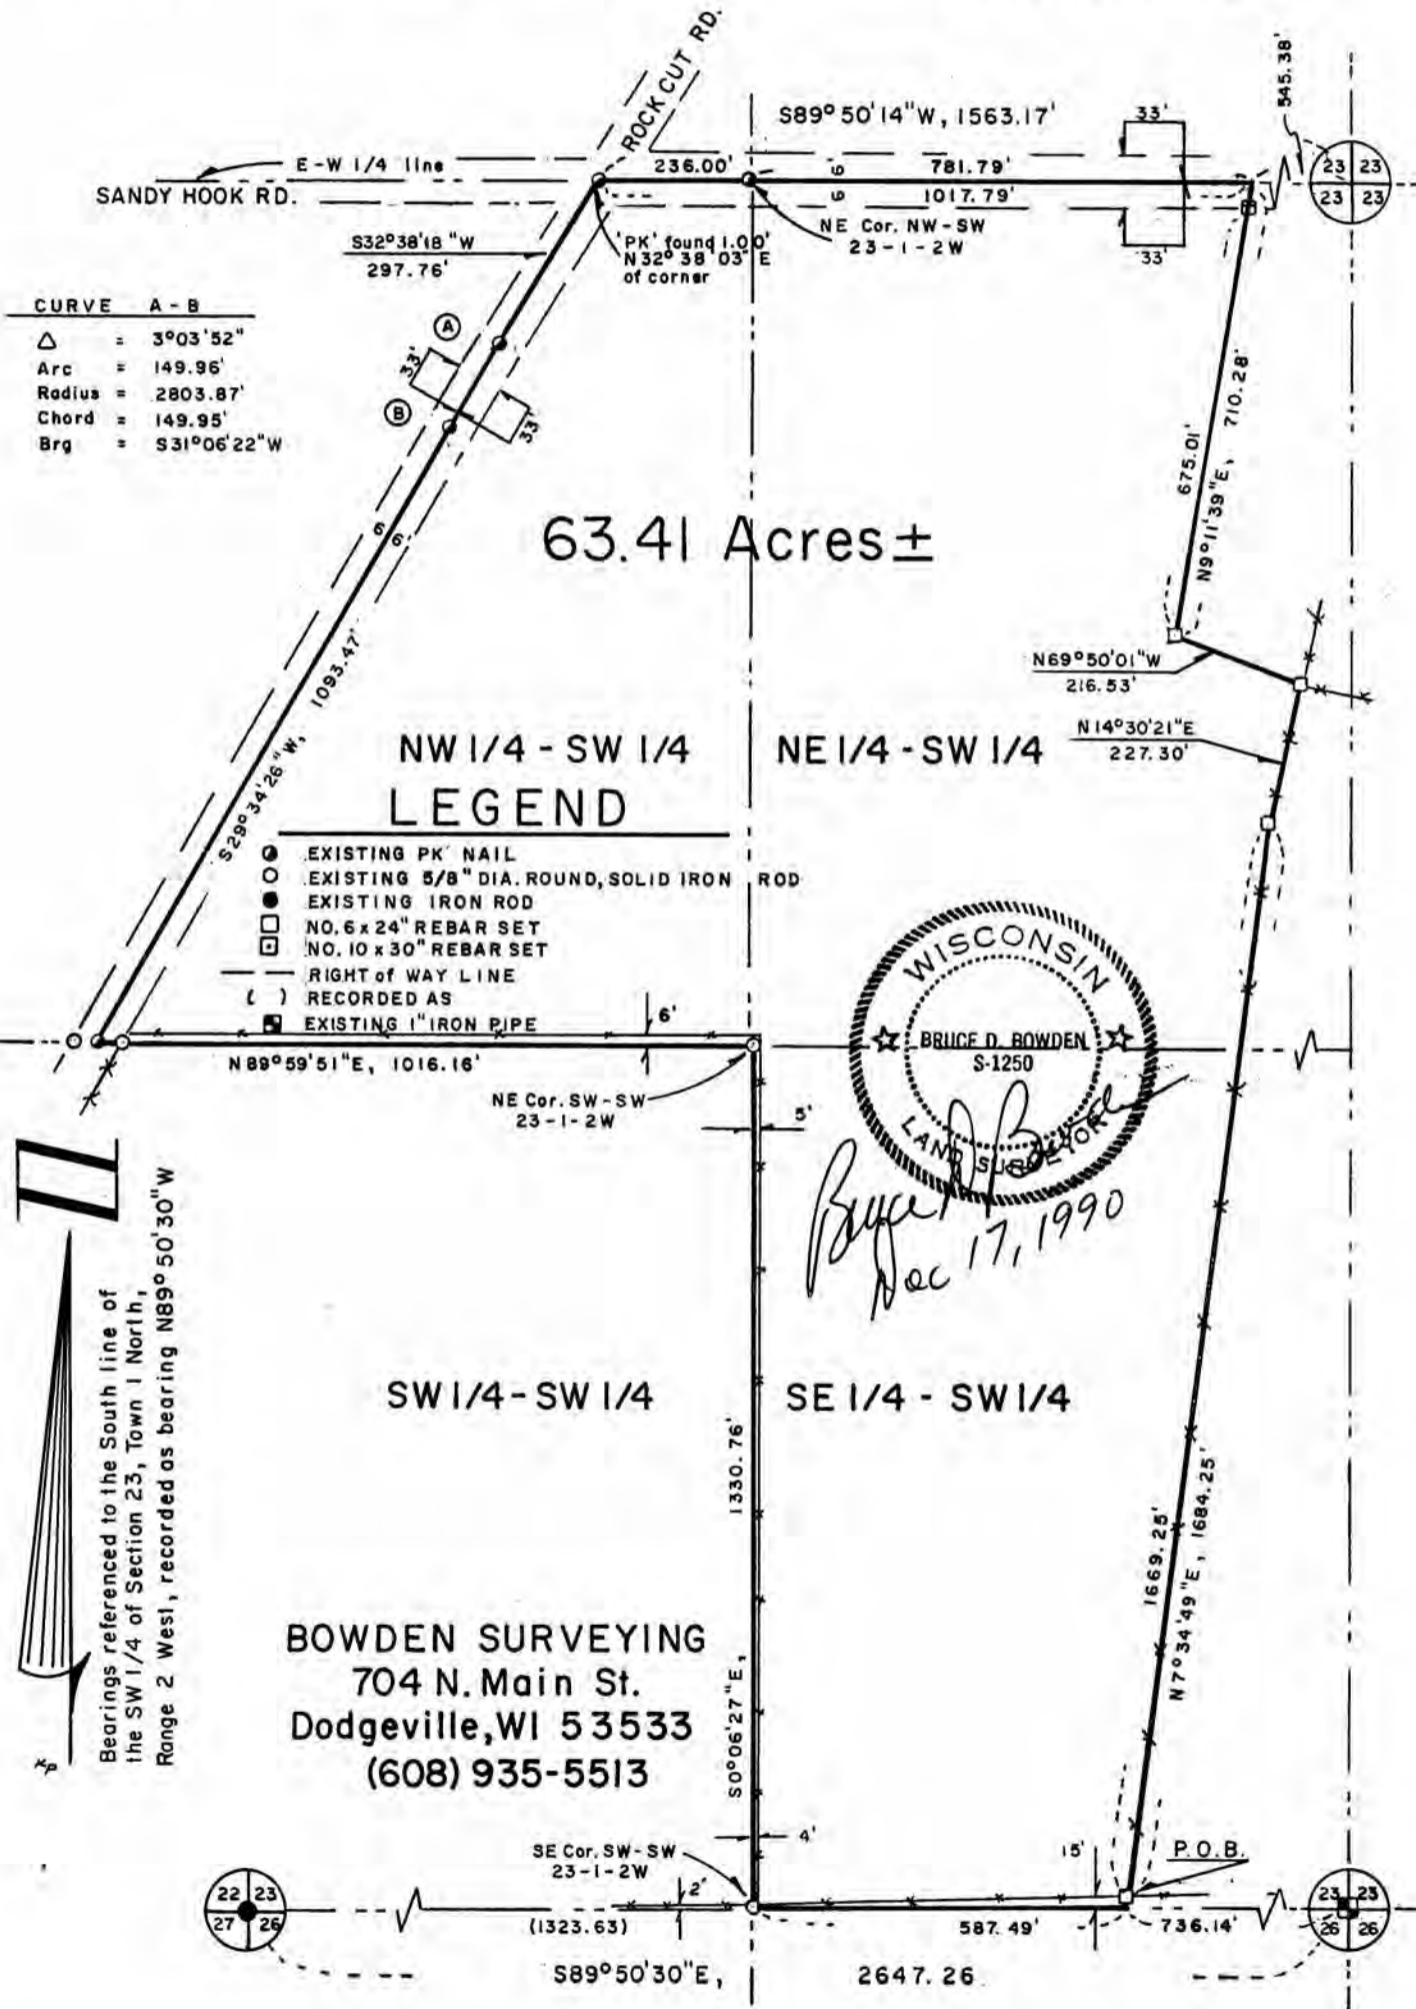 ROCK CUT RD.
S89°50'14"W, 1563.17'
33'
545.38'
E-W 1/4 line
236.00'
781.79'
23 23
23 23
SANDY HOOK RD.
66
1017.79'
S32°38'18"W
297.76'
'PK' found 1.00'
N32°38'03"E
of corner
NE Cor. NW-SW
23-1-2W
33'
CURVE A-B
△ = 3°03'52"
Arc = 149.96'
Radius = 2803.87'
Chord = 149.95'
Brg = S31°06'22"W
A
33'
B
33'
675.01'
N9°11'39"E, 710.28'
66'
63.41 Acres±
S29°34'26"W, 1093.47'
N69°50'01"W
216.53'
N14°30'21"E
227.30'
NW 1/4 - SW 1/4
NE 1/4 - SW 1/4
LEGEND
EXISTING PK NAIL
EXISTING 5/8" DIA. ROUND, SOLID IRON ROD
EXISTING IRON ROD
NO. 6 x 24" REBAR SET
NO. 10 x 30" REBAR SET
RIGHT of WAY LINE
( ) RECORDED AS
EXISTING 1" IRON PIPE
WISCONSIN
BRUCE D. BOWDEN
S-1250
LAND SURVEYOR
Bruce D Bowden
Dec 17, 1990
6'
N89°59'51"E, 1016.16'
NE Cor. SW-SW
23-1-2W
5'
Bearings referenced to the South line of
the SW 1/4 of Section 23, Town 1 North,
Range 2 West, recorded as bearing N89°50'30"W
KP
SW 1/4 - SW 1/4
SE 1/4 - SW 1/4
S0°06'27"E, 1330.76'
1669.25'
N7°34'49"E, 1684.25'
BOWDEN SURVEYING
704 N. Main St.
Dodgeville, WI 53533
(608) 935-5513
4'
SE Cor. SW-SW
23-1-2W
2'
15'
P.O.B.
22 23
27 26
(1323.63)
587.49'
736.14'
23 23
26 26
S89°50'30"E, 2647.26